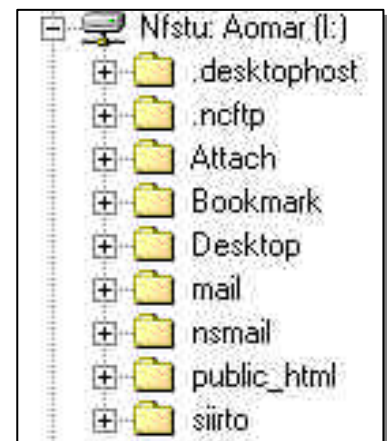 Nfstu: Aomar (I:)
.desktophost
.ncftp
Attach
Bookmark
Desktop
mail
nsmail
public_html
siirto